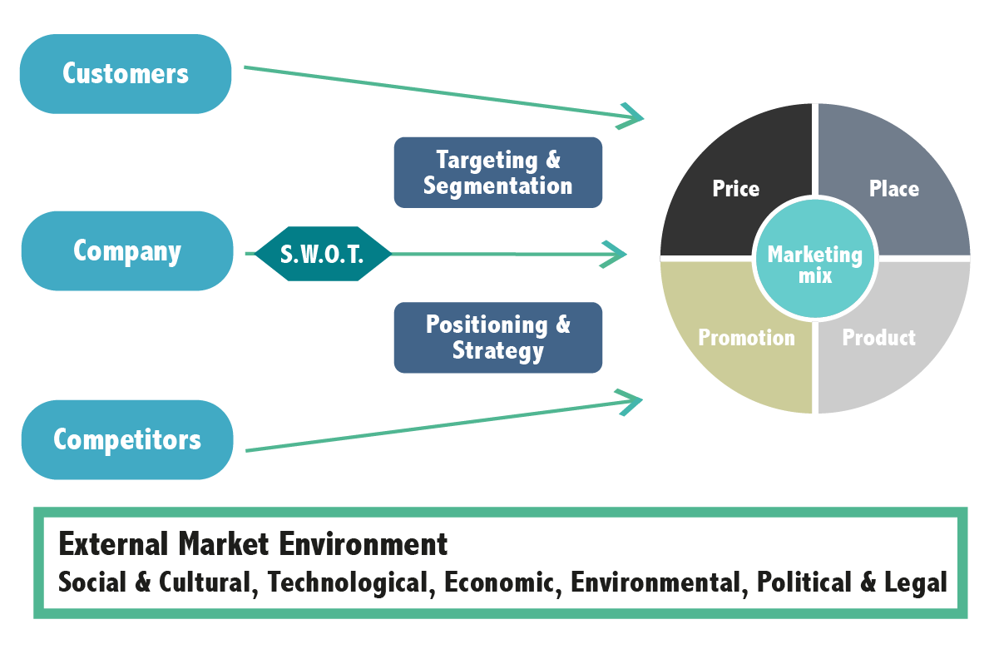 Customers
Targeting &
Segmentation
Company
S.W.O.T.
Positioning &
Strategy
Competitors
Price
Place
Marketing
mix
Promotion
Product
External Market Environment
Social & Cultural, Technological, Economic, Environmental, Political & Legal